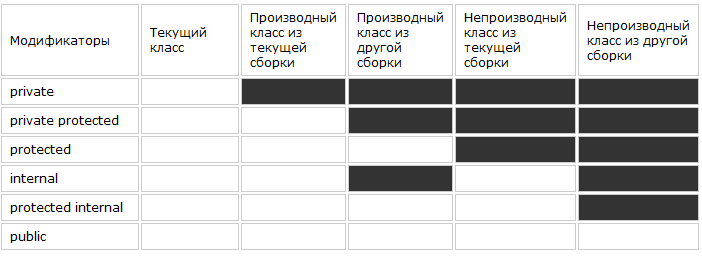 Модификаторы
Текущий
класс
Производный
класс из
текущей
сборки
Производный
класс из
другой
сборки
Непроизводный
класс из
текущей
сборки
Непроизводный
класс из другой
сборки
private
private protected
protected
internal
protected internal
public